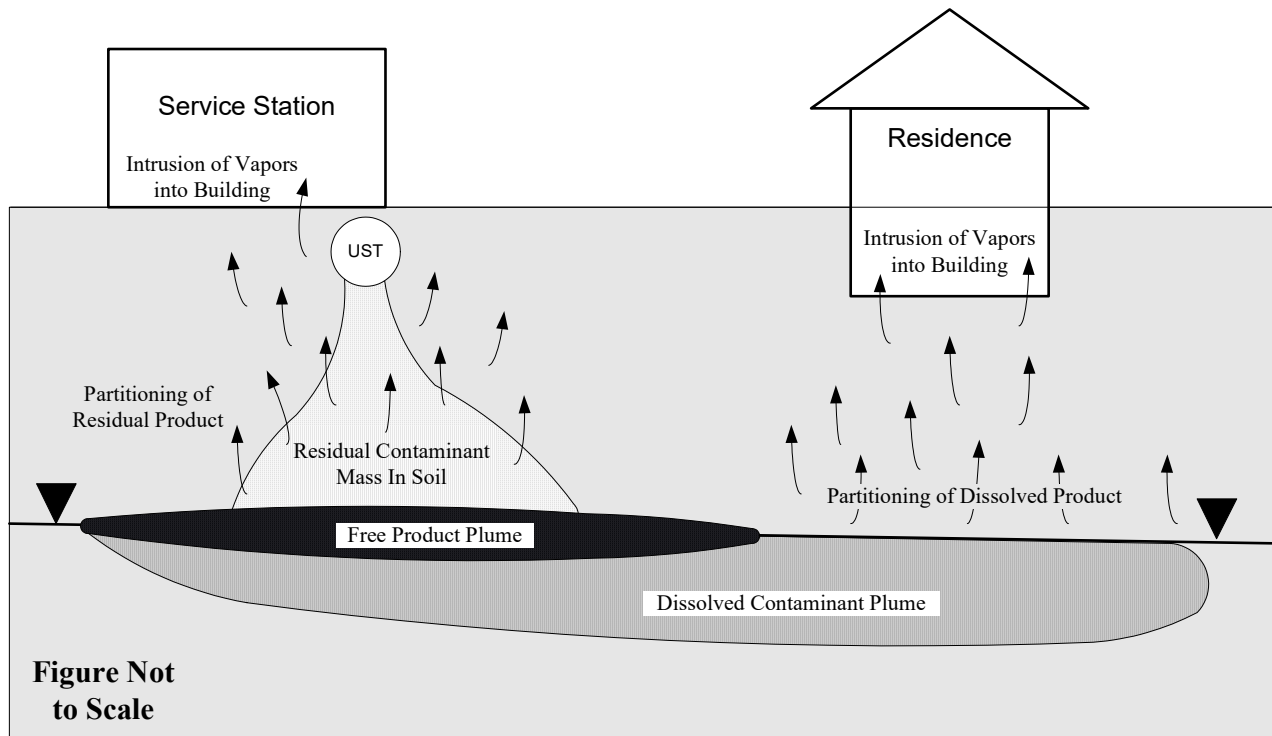 Service Station
Intrusion of Vapors
into Building
Residence
UST
Intrusion of Vapors
into Building
Partitioning of
Residual Product
Residual Contaminant
Mass In Soil
Partitioning of Dissolved Product
Free Product Plume
Dissolved Contaminant Plume
Figure Not
to Scale